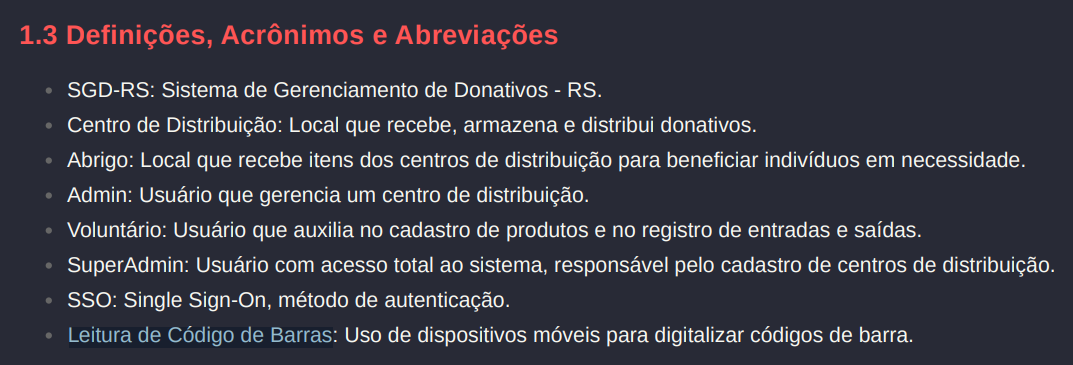 1.3 Definições, Acrônimos e Abreviações
SGD-RS: Sistema de Gerenciamento de Donativos - RS.
Centro de Distribuição: Local que recebe, armazena e distribui donativos.
Abrigo: Local que recebe itens dos centros de distribuição para beneficiar indivíduos em necessidade.
Admin: Usuário que gerencia um centro de distribuição.
Voluntário: Usuário que auxilia no cadastro de produtos e no registro de entradas e saídas.
SuperAdmin: Usuário com acesso total ao sistema, responsável pelo cadastro de centros de distribuição.
SSO: Single Sign-On, método de autenticação.
Leitura de Código de Barras: Uso de dispositivos móveis para digitalizar códigos de barra.